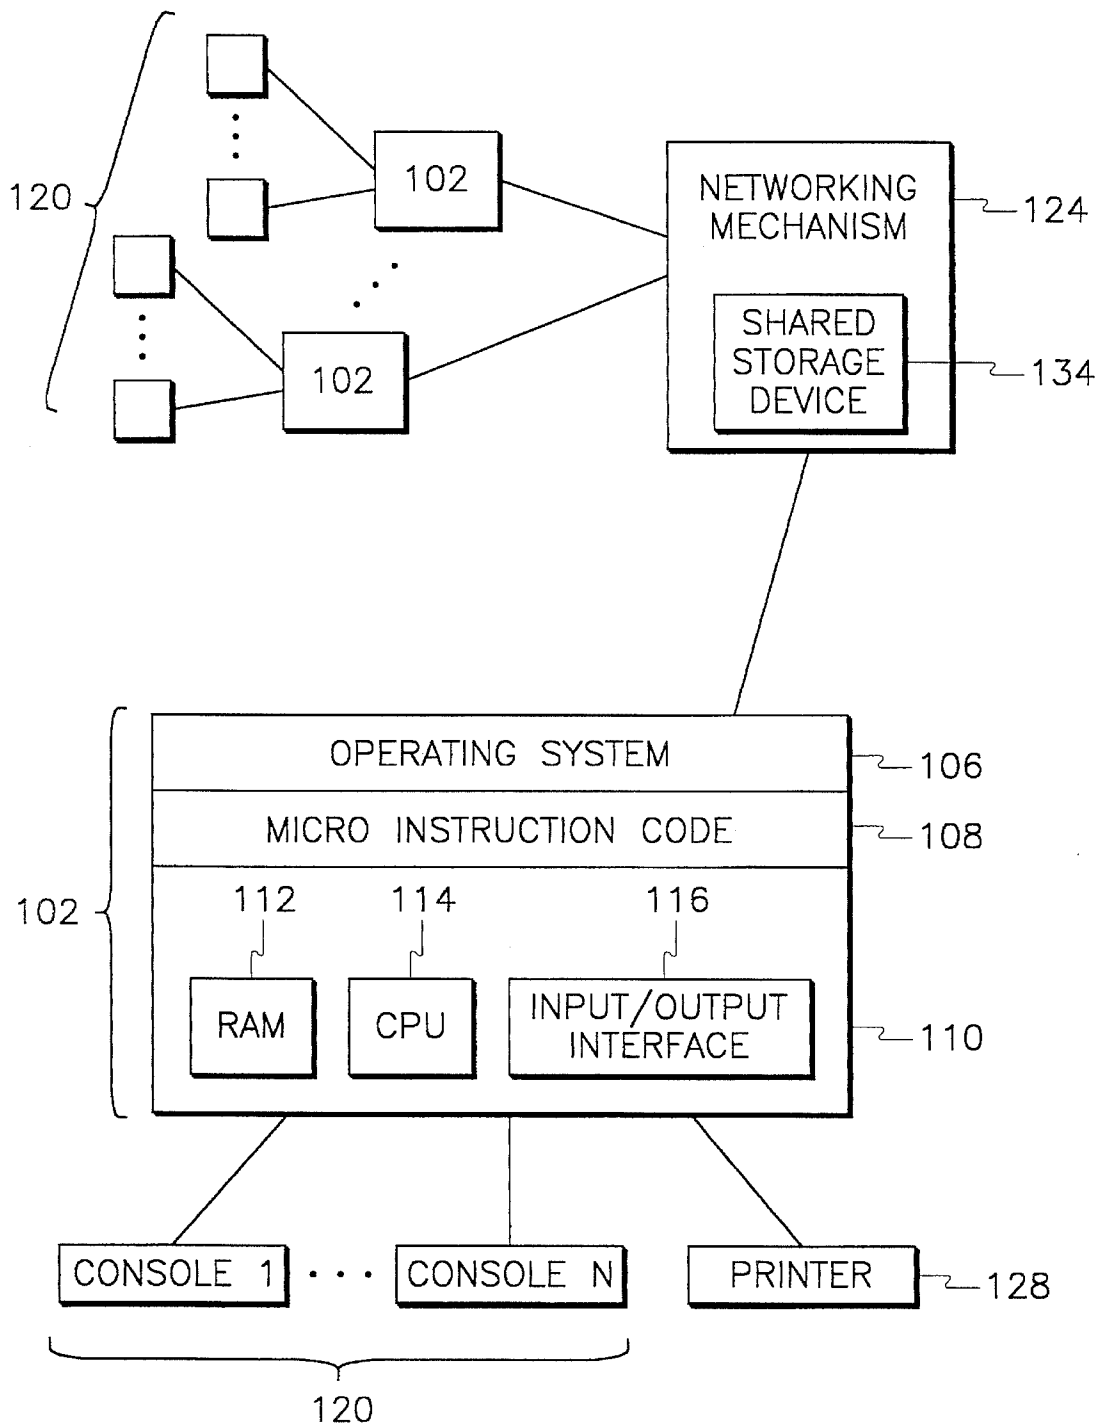 120
102
NETWORKING
MECHANISM
124
102
SHARED
STORAGE
DEVICE
134
OPERATING SYSTEM
106
MICRO INSTRUCTION CODE
108
102
112
114
116
RAM
CPU
INPUT/OUTPUT
INTERFACE
110
CONSOLE 1
CONSOLE N
PRINTER
128
120